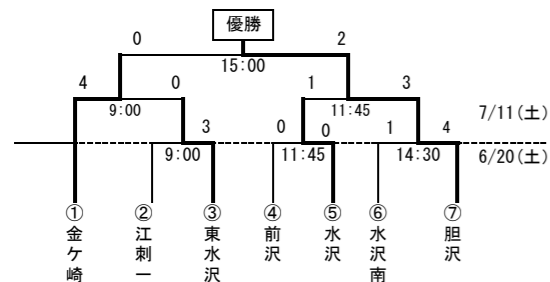 優勝
0 2
15:00
4 0 1 3
9:00 11:45
7/11(土)
3 0 0 1 4
9:00 11:45 14:30
6/20(土)
① ② ③ ④ ⑤ ⑥ ⑦
金ケ崎
江刺一
東水沢
前沢
水沢
水沢南
胆沢